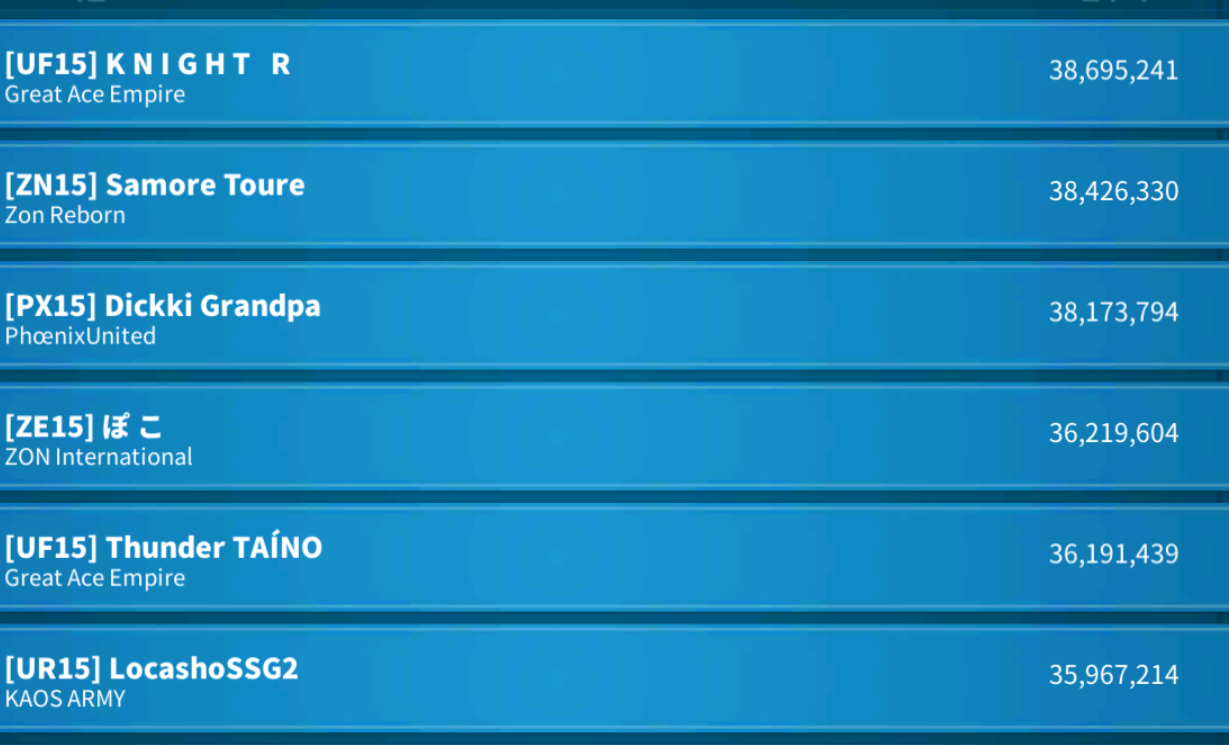 [UF15] K N I G H T R
Great Ace Empire
38,695,241
[ZN15] Samore Toure
Zon Reborn
38,426,330
[PX15] Dickki Grandpa
PhœnixUnited
38,173,794
[ZE15] ぽ こ
ZON International
36,219,604
[UF15] Thunder TAÍNO
Great Ace Empire
36,191,439
[UR15] LocashoSSG2
KAOS ARMY
35,967,214